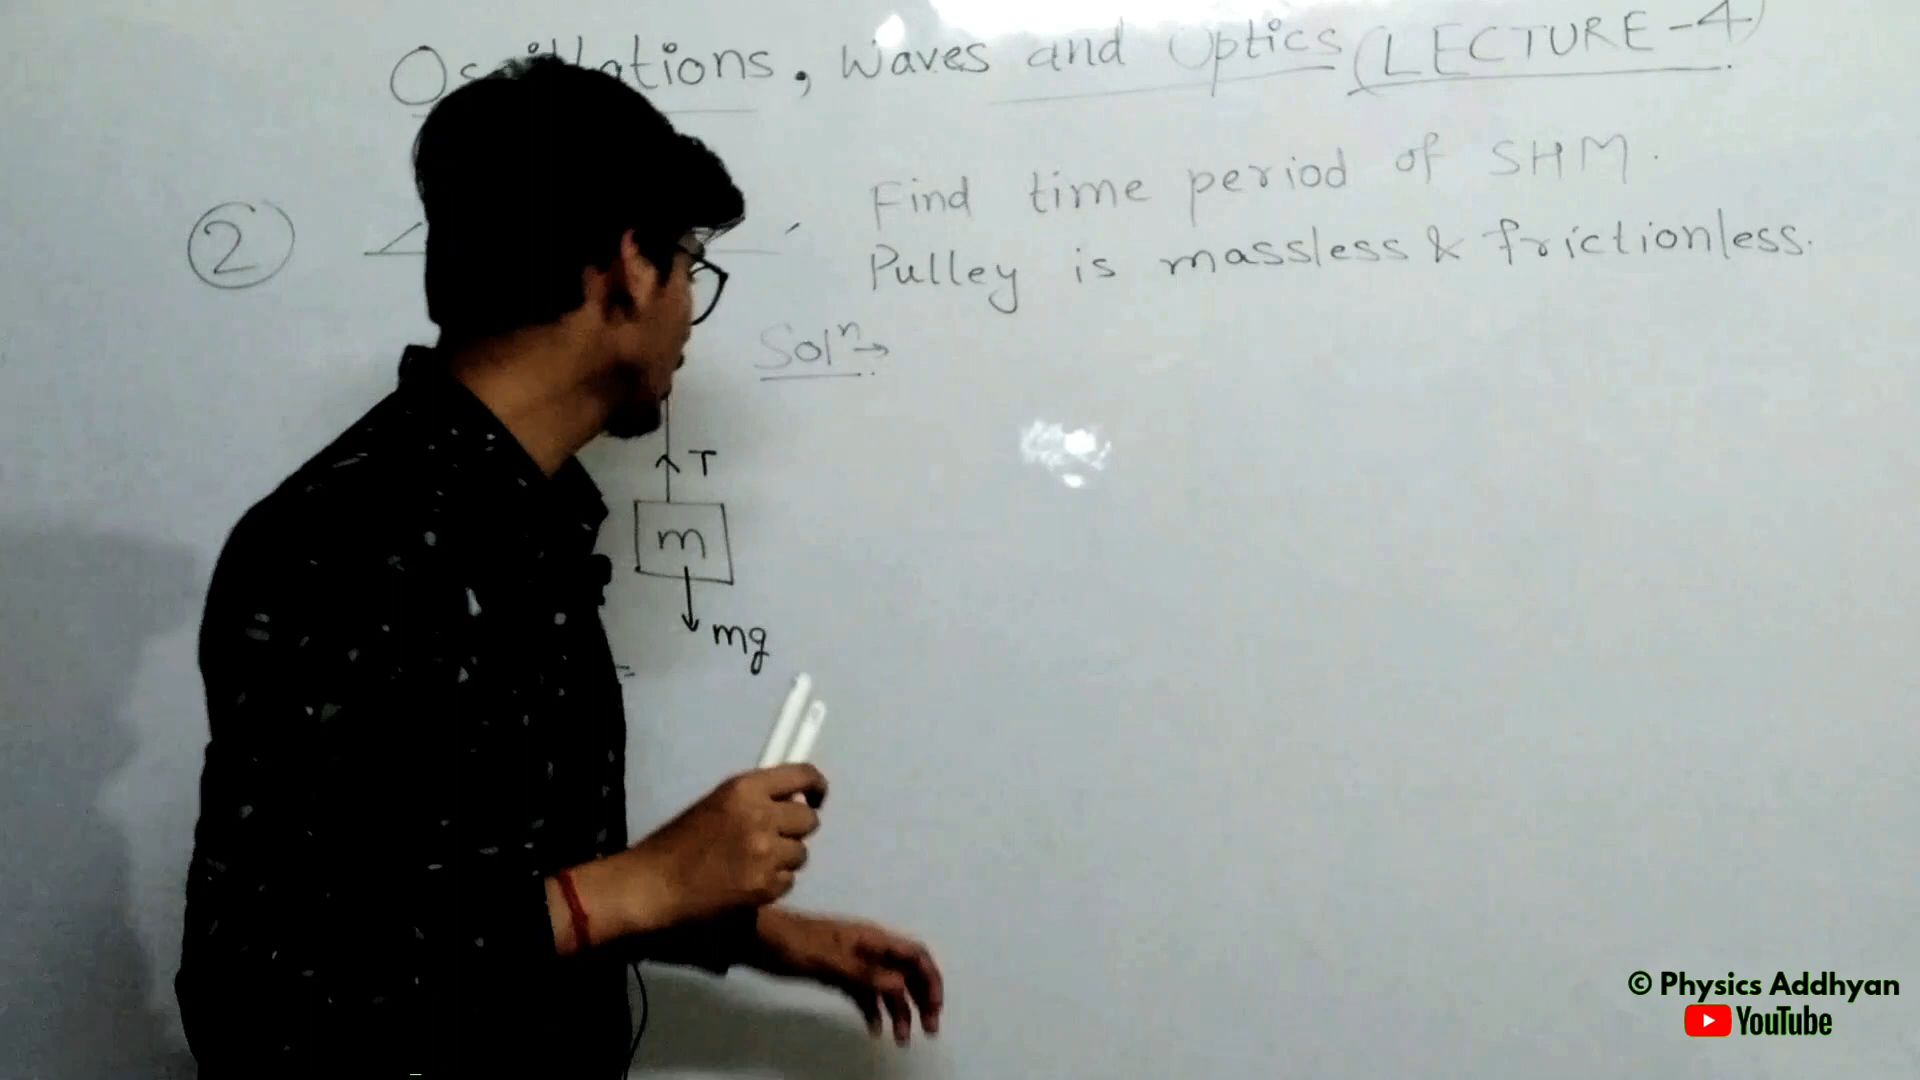 Oscillations, Waves and Optics (LECTURE-4)
② Find time period of SHM.
Pulley is massless & frictionless.
Solⁿ→
T
m
mg
© Physics Addhyan
YouTube